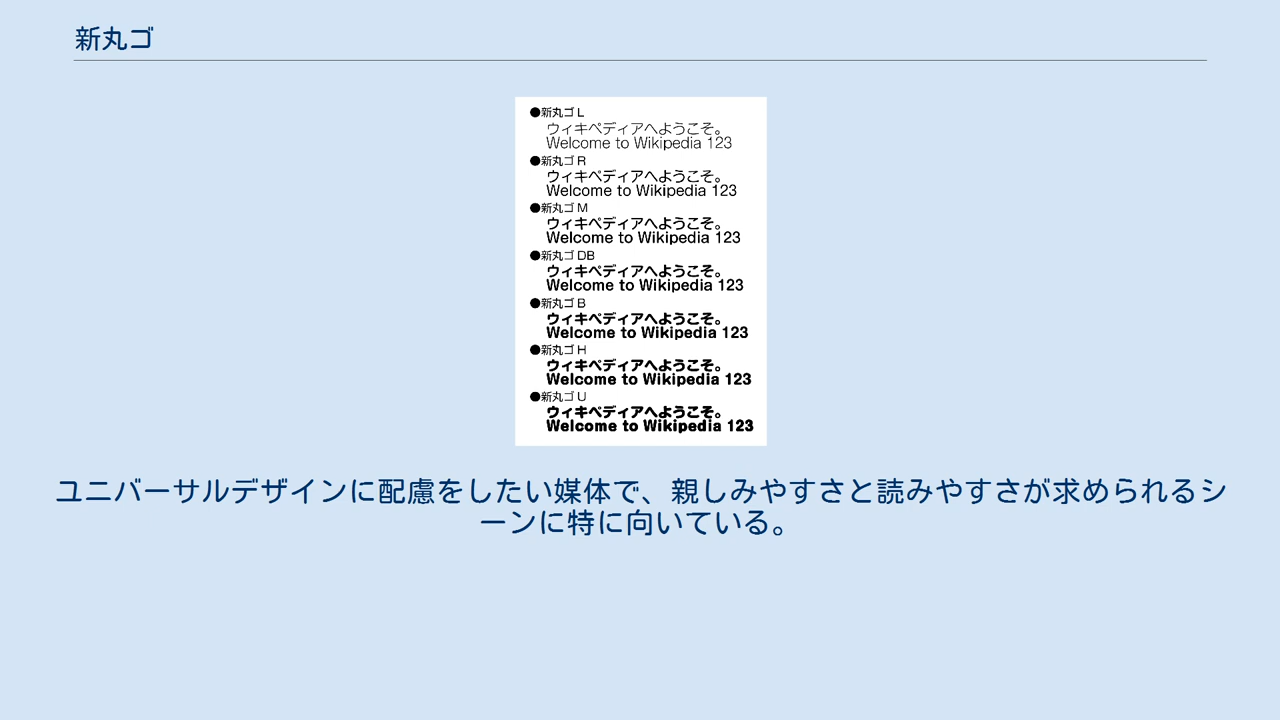 新丸ゴ
●新丸ゴ L
ウィキペディアへようこそ。
Welcome to Wikipedia 123
●新丸ゴ R
ウィキペディアへようこそ。
Welcome to Wikipedia 123
●新丸ゴ M
ウィキペディアへようこそ。
Welcome to Wikipedia 123
●新丸ゴ DB
ウィキペディアへようこそ。
Welcome to Wikipedia 123
●新丸ゴ B
ウィキペディアへようこそ。
Welcome to Wikipedia 123
●新丸ゴ H
ウィキペディアへようこそ。
Welcome to Wikipedia 123
●新丸ゴ U
ウィキペディアへようこそ。
Welcome to Wikipedia 123
ユニバーサルデザインに配慮をしたい媒体で、親しみやすさと読みやすさが求められるシ
ーンに特に向いている。